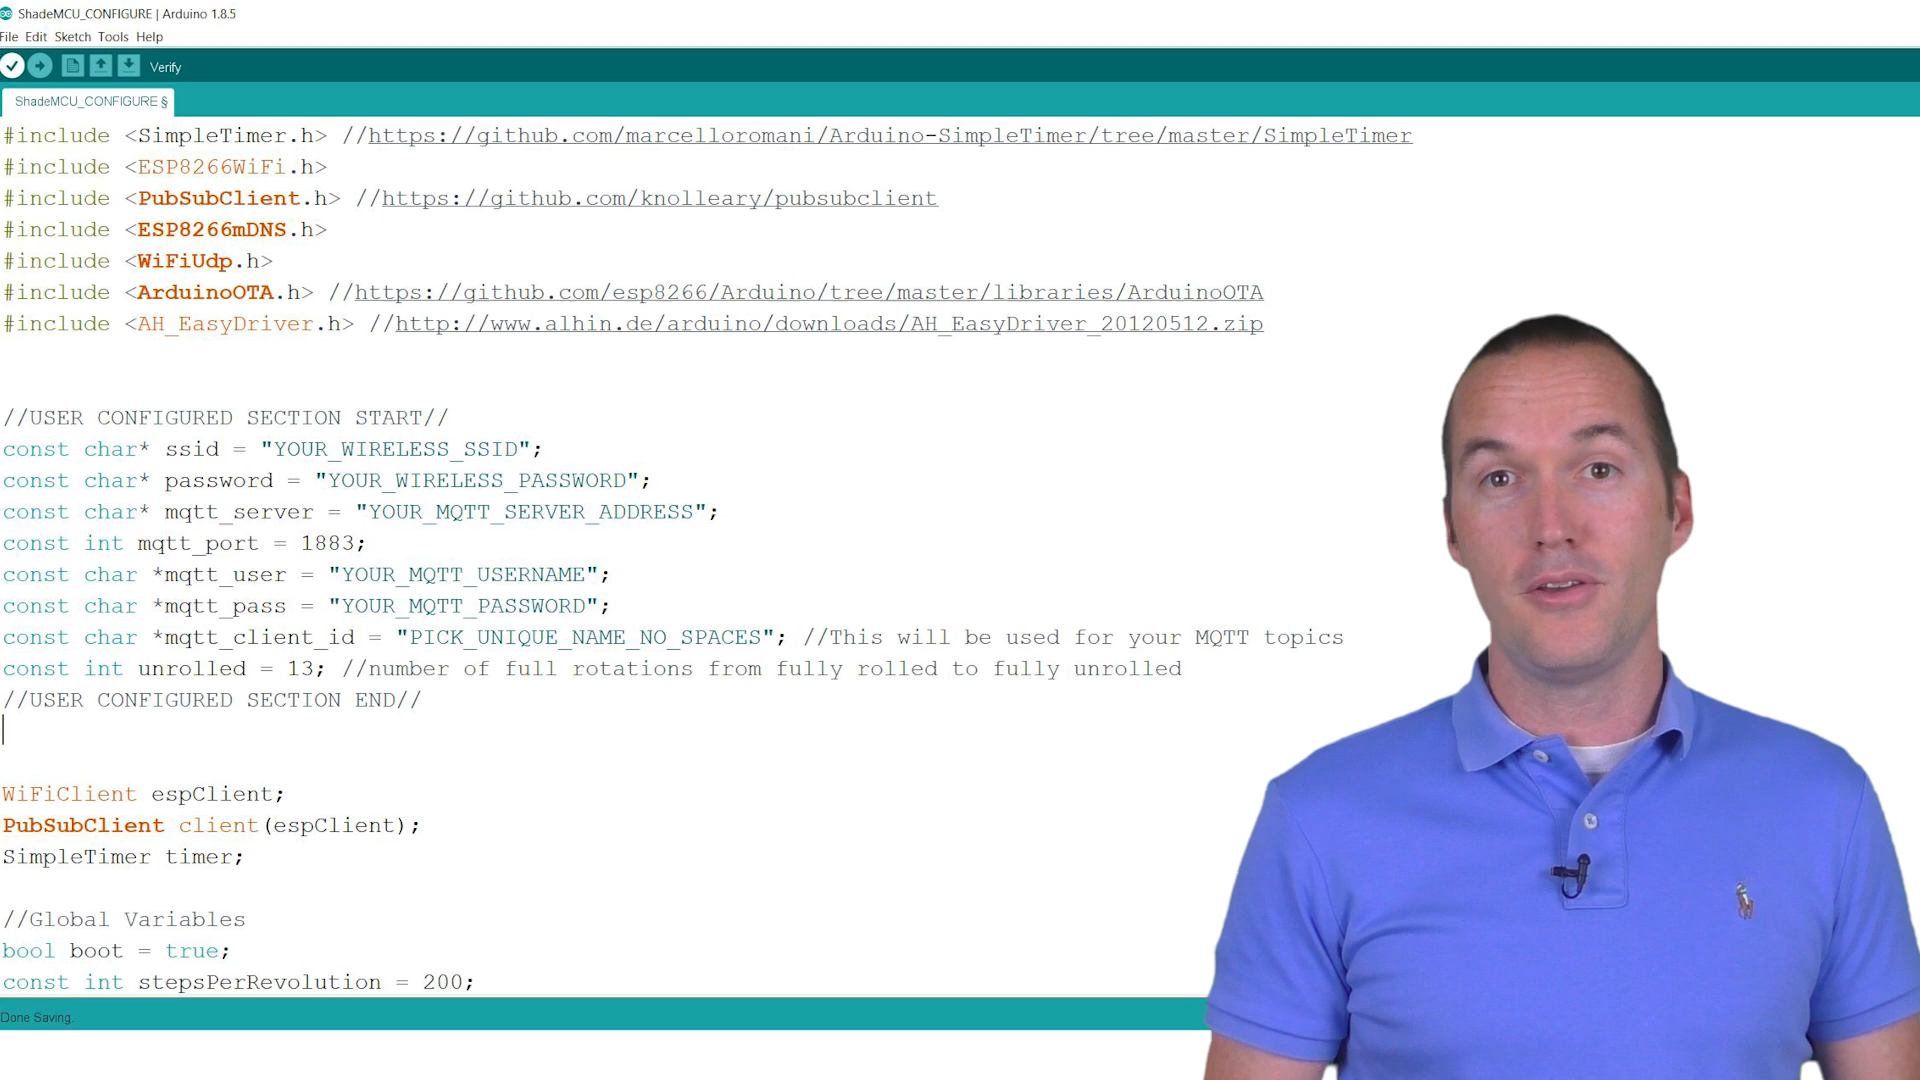 ShadeMCU_CONFIGURE | Arduino 1.8.5
File Edit Sketch Tools Help
Verify
ShadeMCU_CONFIGURE §
#include <SimpleTimer.h> //https://github.com/marcelloromani/Arduino-SimpleTimer/tree/master/SimpleTimer
#include <ESP8266WiFi.h>
#include <PubSubClient.h> //https://github.com/knolleary/pubsubclient
#include <ESP8266mDNS.h>
#include <WiFiUdp.h>
#include <ArduinoOTA.h> //https://github.com/esp8266/Arduino/tree/master/libraries/ArduinoOTA
#include <AH_EasyDriver.h> //http://www.alhin.de/arduino/downloads/AH_EasyDriver_20120512.zip
//USER CONFIGURED SECTION START//
const char* ssid = "YOUR_WIRELESS_SSID";
const char* password = "YOUR_WIRELESS_PASSWORD";
const char* mqtt_server = "YOUR_MQTT_SERVER_ADDRESS";
const int mqtt_port = 1883;
const char *mqtt_user = "YOUR_MQTT_USERNAME";
const char *mqtt_pass = "YOUR_MQTT_PASSWORD";
const char *mqtt_client_id = "PICK_UNIQUE_NAME_NO_SPACES"; //This will be used for your MQTT topics
const int unrolled = 13; //number of full rotations from fully rolled to fully unrolled
//USER CONFIGURED SECTION END//
WiFiClient espClient;
PubSubClient client(espClient);
SimpleTimer timer;
//Global Variables
bool boot = true;
const int stepsPerRevolution = 200;
Done Saving.